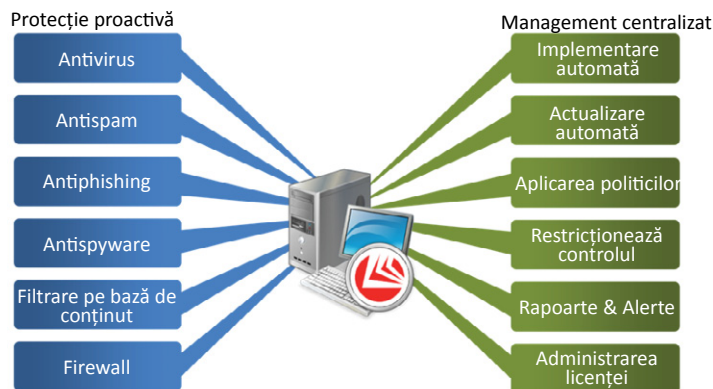 Protecție proactivă
Antivirus
Antispam
Antiphishing
Antispyware
Filtrare pe bază de
conținut
Firewall
Management centralizat
Implementare
automată
Actualizare
automată
Aplicarea politicilor
Restricționează
controlul
Rapoarte & Alerte
Administrarea
licenței